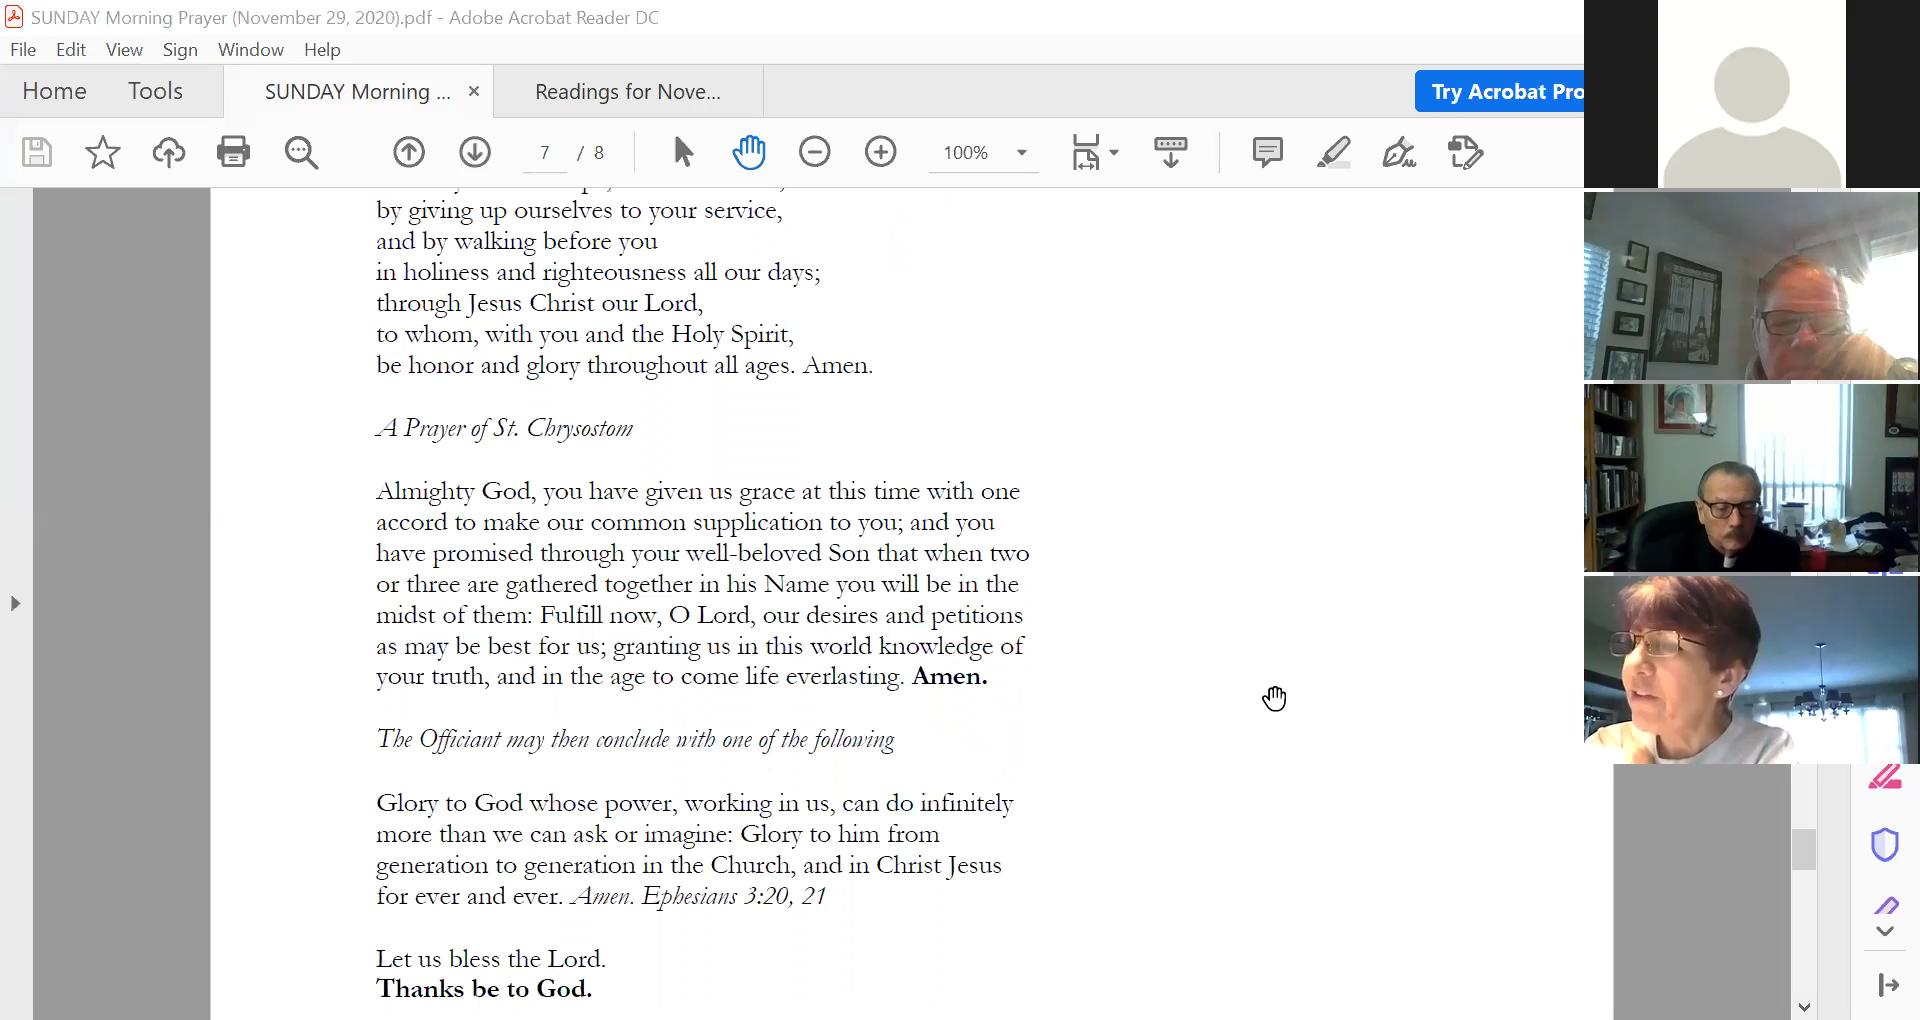 SUNDAY Morning Prayer (November 29, 2020).pdf - Adobe Acrobat Reader DC
File Edit View Sign Window Help
Home Tools SUNDAY Morning ... × Readings for Nove... Try Acrobat Pro
7 / 8 100%
by giving up ourselves to your service,
and by walking before you
in holiness and righteousness all our days;
through Jesus Christ our Lord,
to whom, with you and the Holy Spirit,
be honor and glory throughout all ages. Amen.
A Prayer of St. Chrysostom
Almighty God, you have given us grace at this time with one
accord to make our common supplication to you; and you
have promised through your well-beloved Son that when two
or three are gathered together in his Name you will be in the
midst of them: Fulfill now, O Lord, our desires and petitions
as may be best for us; granting us in this world knowledge of
your truth, and in the age to come life everlasting. Amen.
The Officiant may then conclude with one of the following
Glory to God whose power, working in us, can do infinitely
more than we can ask or imagine: Glory to him from
generation to generation in the Church, and in Christ Jesus
for ever and ever. Amen. Ephesians 3:20, 21
Let us bless the Lord.
Thanks be to God.